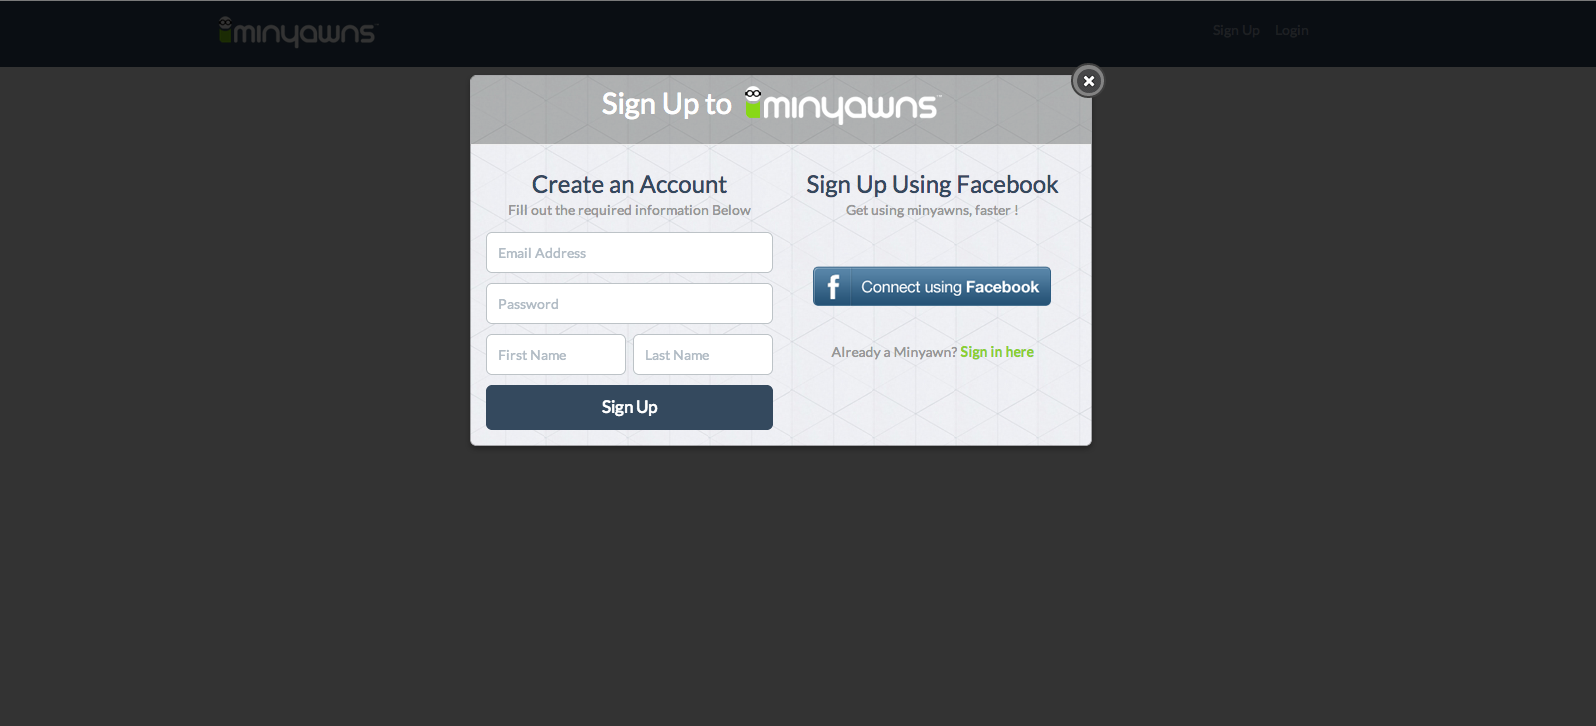 minyawns™
Sign Up Login
Sign Up to minyawns™
Create an Account
Fill out the required information Below
Email Address
Password
First Name Last Name
Sign Up
Sign Up Using Facebook
Get using minyawns, faster !
f Connect using Facebook
Already a Minyawn? Sign in here